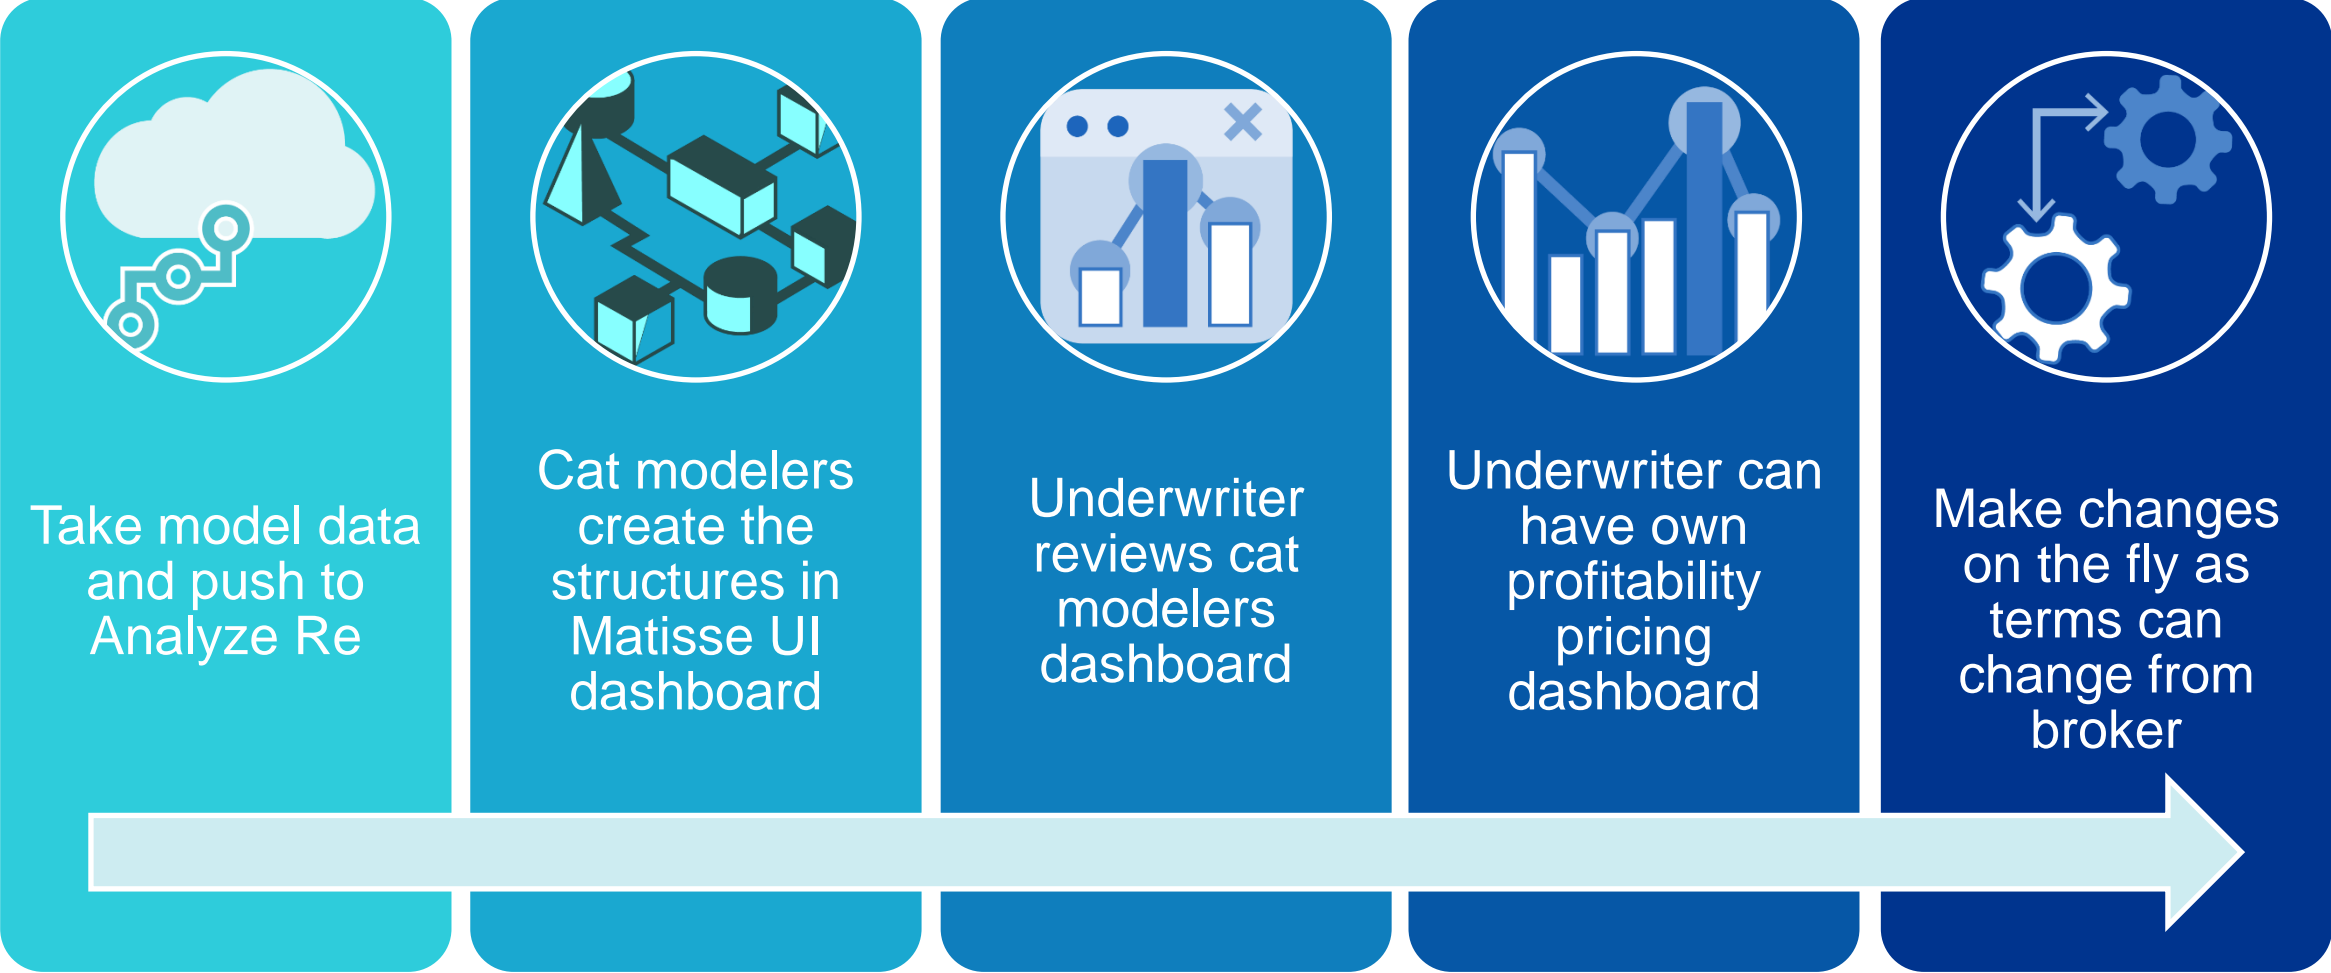 Take model data
and push to
Analyze Re
Cat modelers
create the
structures in
Matisse UI
dashboard
Underwriter
reviews cat
modelers
dashboard
Underwriter can
have own
profitability
pricing
dashboard
Make changes
on the fly as
terms can
change from
broker